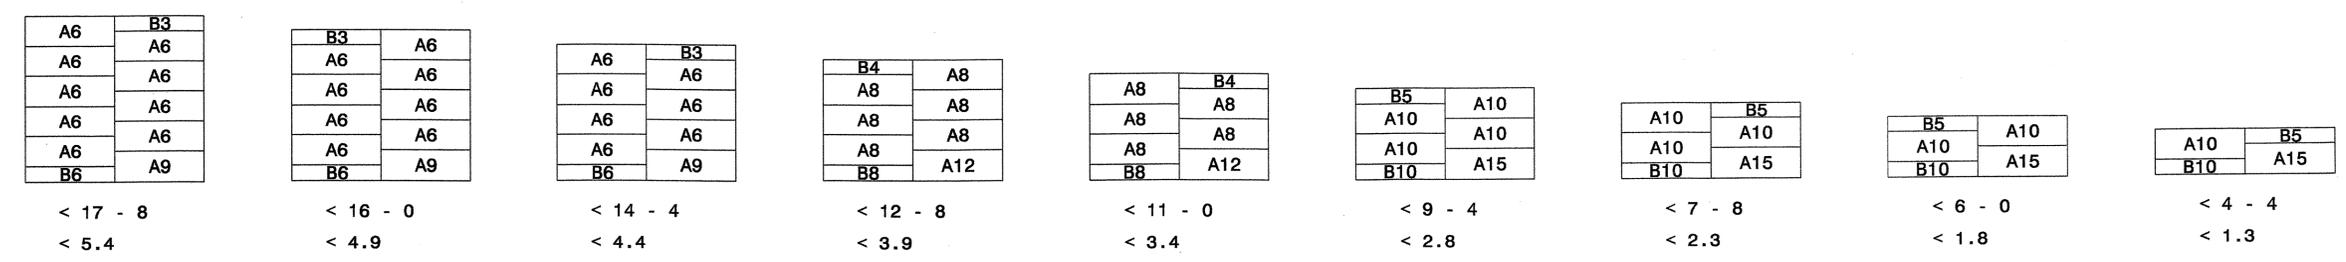 A6 B3
A6 A6
A6 A6
A6 A6
A6 A6
B6 A9
< 17 - 8
< 5.4
B3 A6
A6 A6
A6 A6
A6 A6
A6 A9
B6
< 16 - 0
< 4.9
A6 B3
A6 A6
A6 A6
A6 A6
B6 A9
< 14 - 4
< 4.4
B4 A8
A8 A8
A8 A8
A8 A12
B8
< 12 - 8
< 3.9
A8 B4
A8 A8
A8 A8
B8 A12
< 11 - 0
< 3.4
B5 A10
A10 A10
A10 A15
B10
< 9 - 4
< 2.8
A10 B5
A10 A10
B10 A15
< 7 - 8
< 2.3
B5 A10
A10 A15
B10
< 6 - 0
< 1.8
A10 B5
B10 A15
< 4 - 4
< 1.3